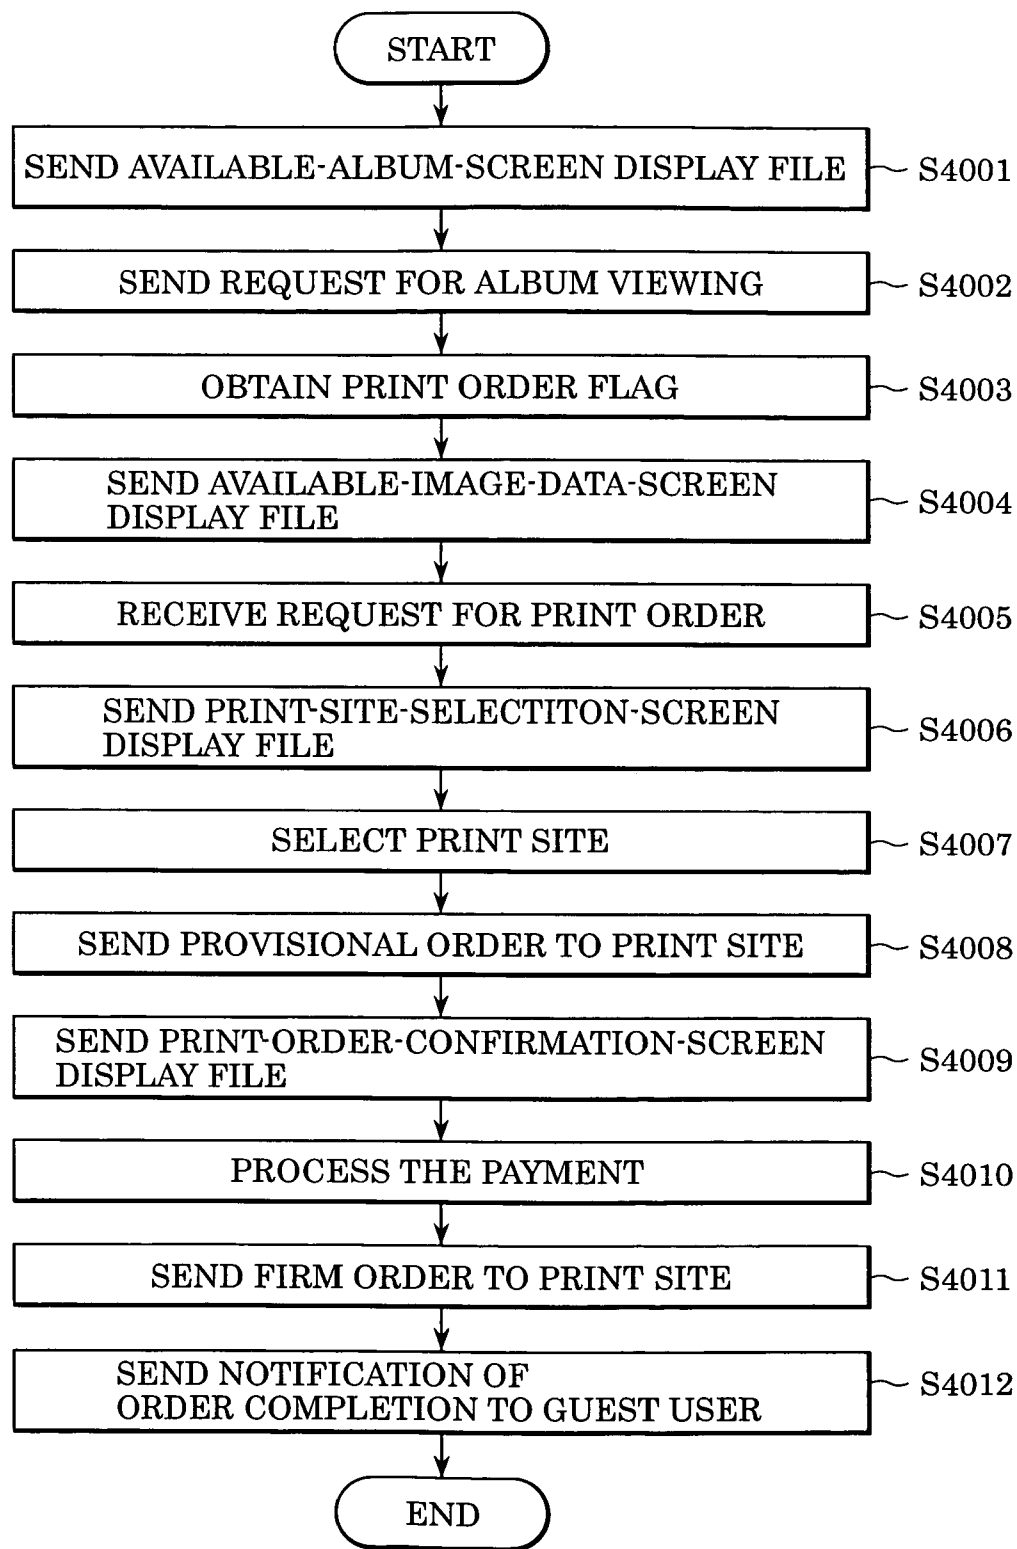 START
SEND AVAILABLE-ALBUM-SCREEN DISPLAY FILE
S4001
SEND REQUEST FOR ALBUM VIEWING
S4002
OBTAIN PRINT ORDER FLAG
S4003
SEND AVAILABLE-IMAGE-DATA-SCREEN
DISPLAY FILE
S4004
RECEIVE REQUEST FOR PRINT ORDER
S4005
SEND PRINT-SITE-SELECTITON-SCREEN
DISPLAY FILE
S4006
SELECT PRINT SITE
S4007
SEND PROVISIONAL ORDER TO PRINT SITE
S4008
SEND PRINT-ORDER-CONFIRMATION-SCREEN
DISPLAY FILE
S4009
PROCESS THE PAYMENT
S4010
SEND FIRM ORDER TO PRINT SITE
S4011
SEND NOTIFICATION OF
ORDER COMPLETION TO GUEST USER
S4012
END